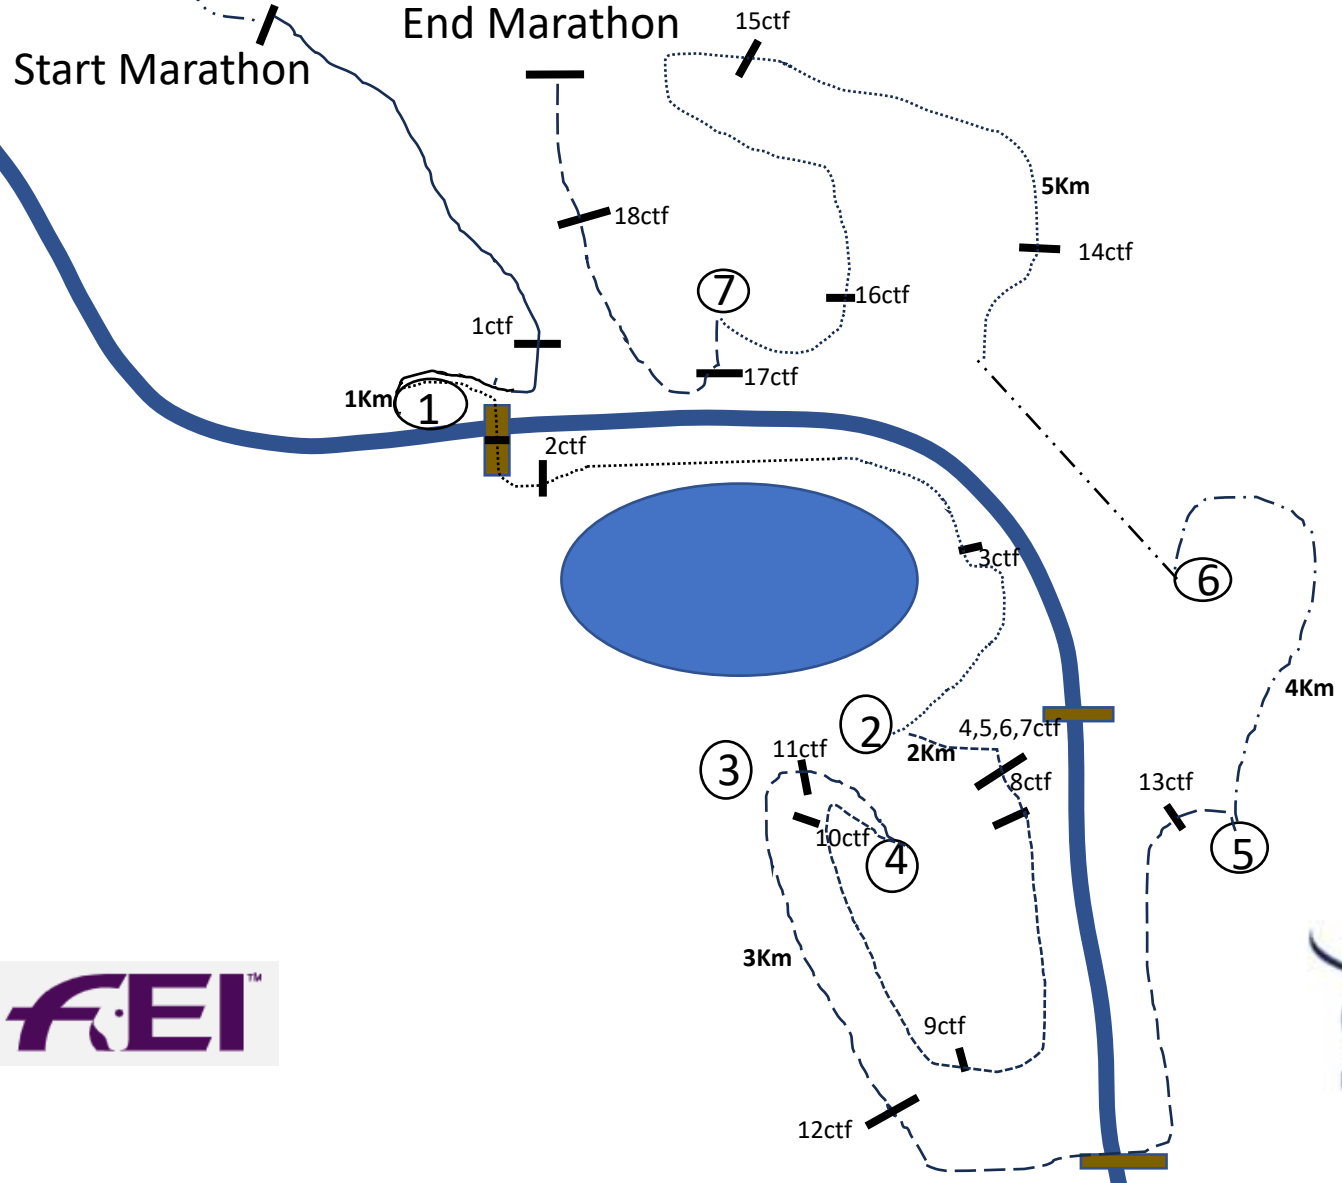 End Marathon
15ctf
Start Marathon
5Km
18ctf
14ctf
7
16ctf
1ctf
17ctf
1Km
1
2ctf
3ctf
6
4Km
2
4,5,6,7ctf
2Km
11ctf
3
8ctf
13ctf
10ctf
4
5
3Km
FEI™
9ctf
12ctf